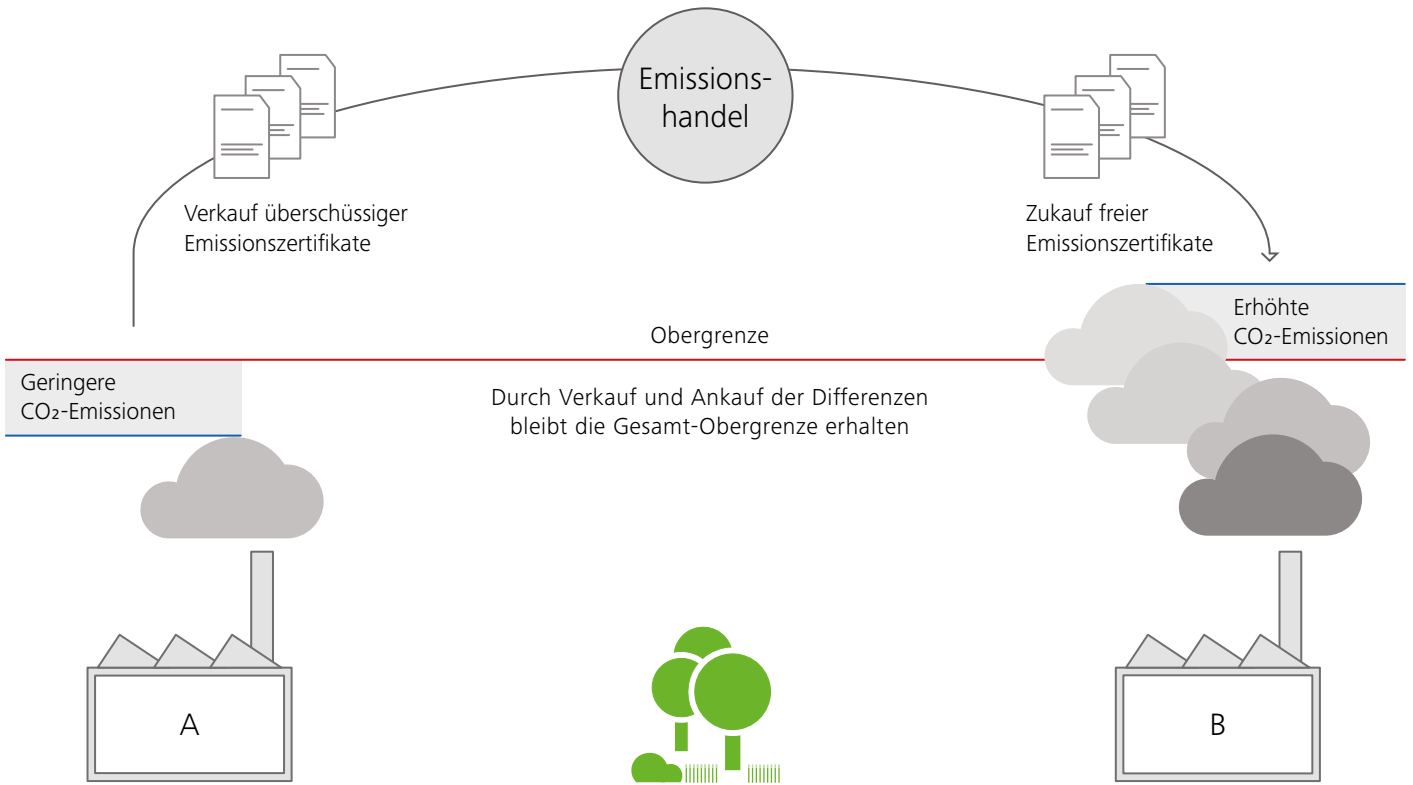 Emissions-
handel
Verkauf überschüssiger
Emissionszertifikate
Zukauf freier
Emissionszertifikate
Erhöhte
CO₂-Emissionen
Obergrenze
Geringere
CO₂-Emissionen
Durch Verkauf und Ankauf der Differenzen
bleibt die Gesamt-Obergrenze erhalten
A
B